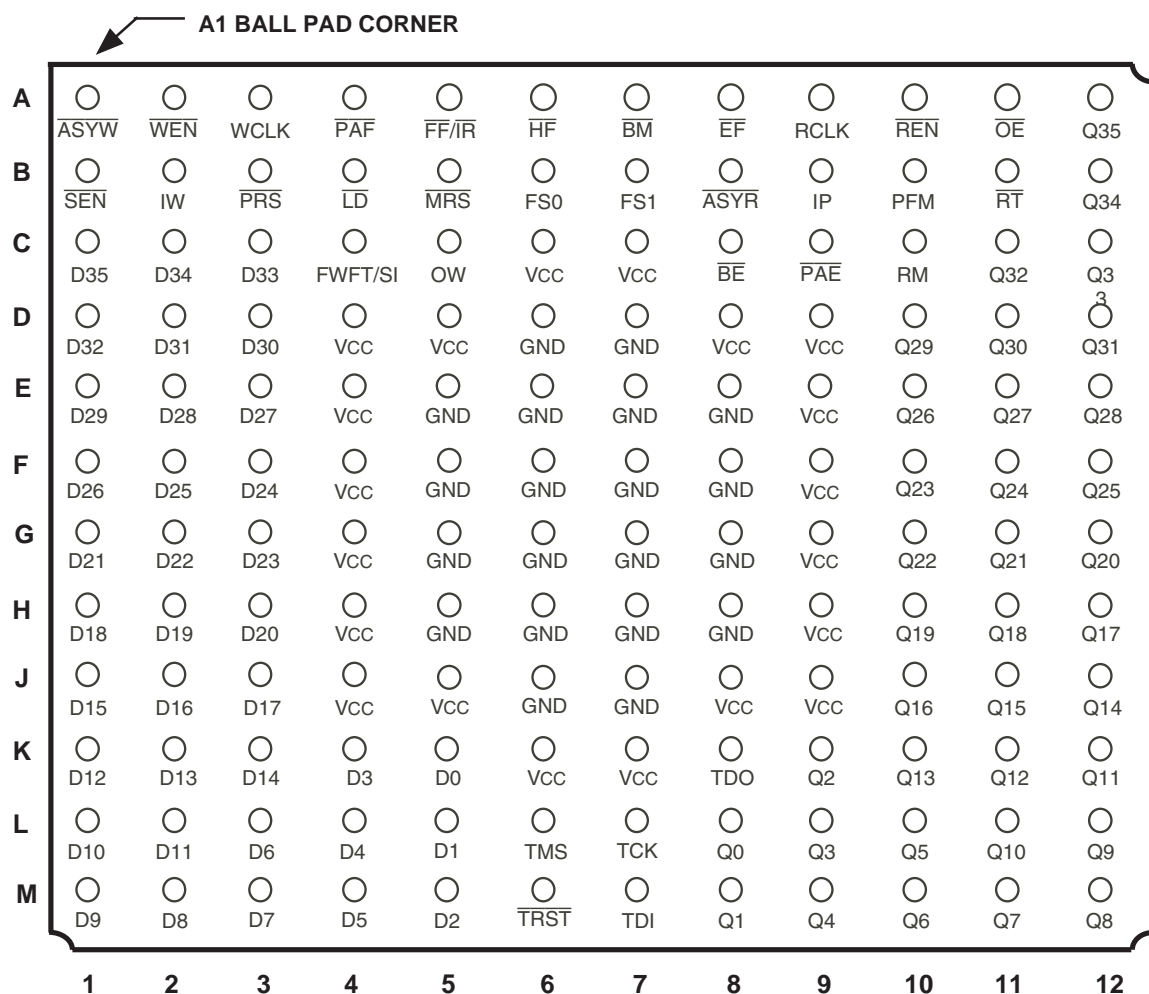 A1 BALL PAD CORNER
A
ASYW WEN WCLK PAF FF/IR HF BM EF RCLK REN OE Q35
B
SEN IW PRS LD MRS FS0 FS1 ASYR IP PFM RT Q34
C
D35 D34 D33 FWFT/SI OW VCC VCC BE PAE RM Q32 Q3
3
D
D32 D31 D30 VCC VCC GND GND VCC VCC Q29 Q30 Q31
E
D29 D28 D27 VCC GND GND GND GND VCC Q26 Q27 Q28
F
D26 D25 D24 VCC GND GND GND GND VCC Q23 Q24 Q25
G
D21 D22 D23 VCC GND GND GND GND VCC Q22 Q21 Q20
H
D18 D19 D20 VCC GND GND GND GND VCC Q19 Q18 Q17
J
D15 D16 D17 VCC VCC GND GND VCC VCC Q16 Q15 Q14
K
D12 D13 D14 D3 D0 VCC VCC TDO Q2 Q13 Q12 Q11
L
D10 D11 D6 D4 D1 TMS TCK Q0 Q3 Q5 Q10 Q9
M
D9 D8 D7 D5 D2 TRST TDI Q1 Q4 Q6 Q7 Q8
1 2 3 4 5 6 7 8 9 10 11 12